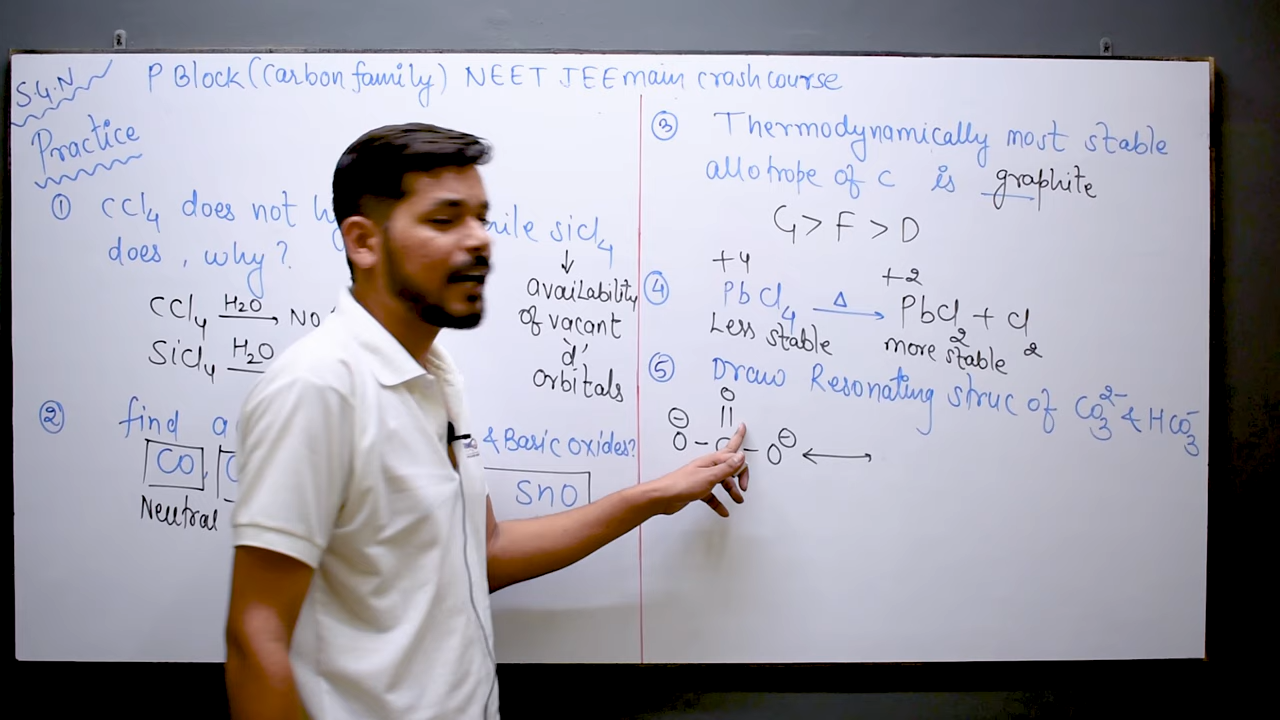 S.G.N
P Block (Carbon family) NEET JEE main crash course
Practice
① CCl4 does not sicl4
does, why?
CCl4 H2O → NO
Sicl4 H2O
↓
availability
of vacant
'd'
orbitals
② find a & Basic oxides?
CO, SnO
Neutral
③ Thermodynamically most stable
allotrope of C is graphite
G > F > D
+4 +2
④ PbCl4 Δ → PbCl2 + cl2
Less stable more stable
⑤ Draw Resonating struc of CO3 2- & HCO3 -
O
||
⊖O - - O⊖ ↔